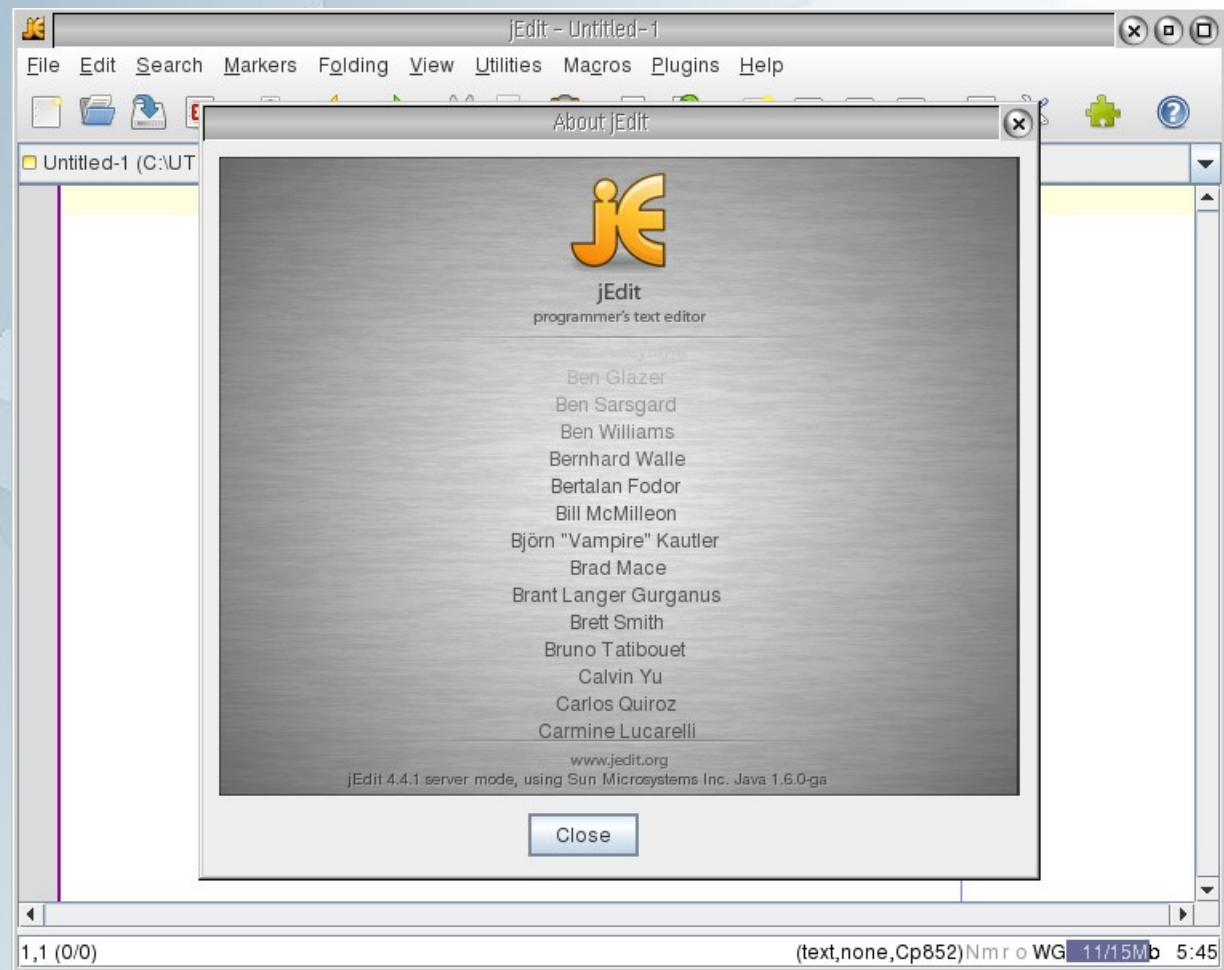 jEdit - Untitled-1
File Edit Search Markers Folding View Utilities Macros Plugins Help
About jEdit
Untitled-1 (C:\UT
jE
jEdit
programmer's text editor
Ben Glazer
Ben Sarsgard
Ben Williams
Bernhard Walle
Bertalan Fodor
Bill McMilleon
Björn "Vampire" Kautler
Brad Mace
Brant Langer Gurganus
Brett Smith
Bruno Tatibouet
Calvin Yu
Carlos Quiroz
Carmine Lucarelli
www.jedit.org
jEdit 4.4.1 server mode, using Sun Microsystems Inc. Java 1.6.0-ga
Close
1,1 (0/0) (text,none,Cp852)N m r o WG 11/15Mb 5:45